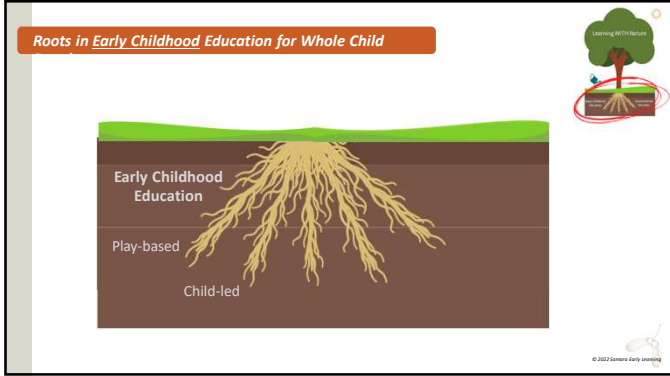 Roots in Early Childhood Education for Whole Child
Learning WITH Nature
Early Childhood
Education
Play-based
Child-led
© 2022 Samara Early Learning